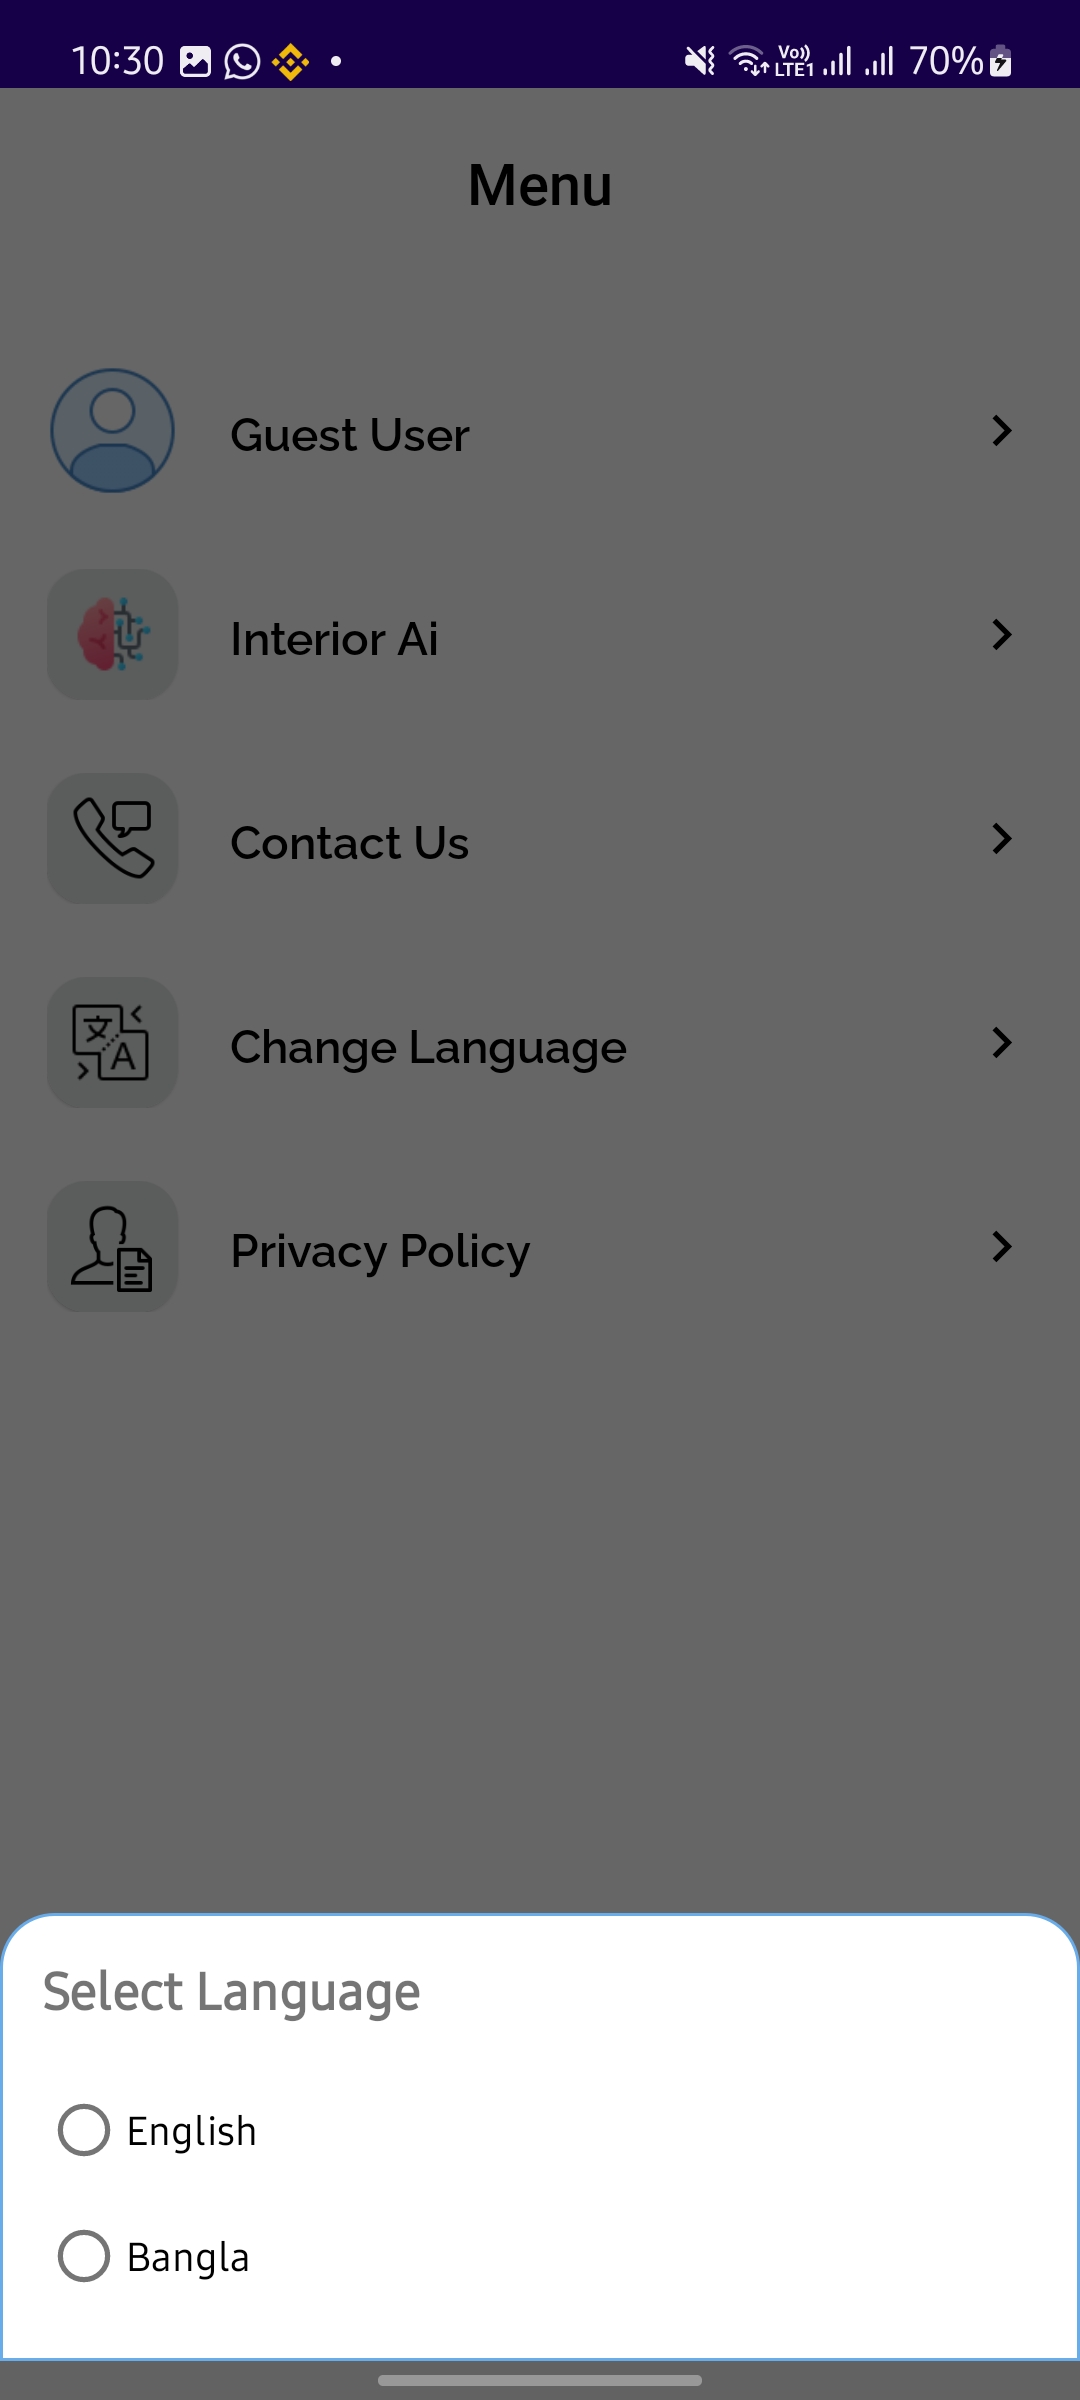 10:30
Vo)) LTE1 70%
Menu
Guest User
Interior Ai
Contact Us
Change Language
Privacy Policy
Select Language
English
Bangla